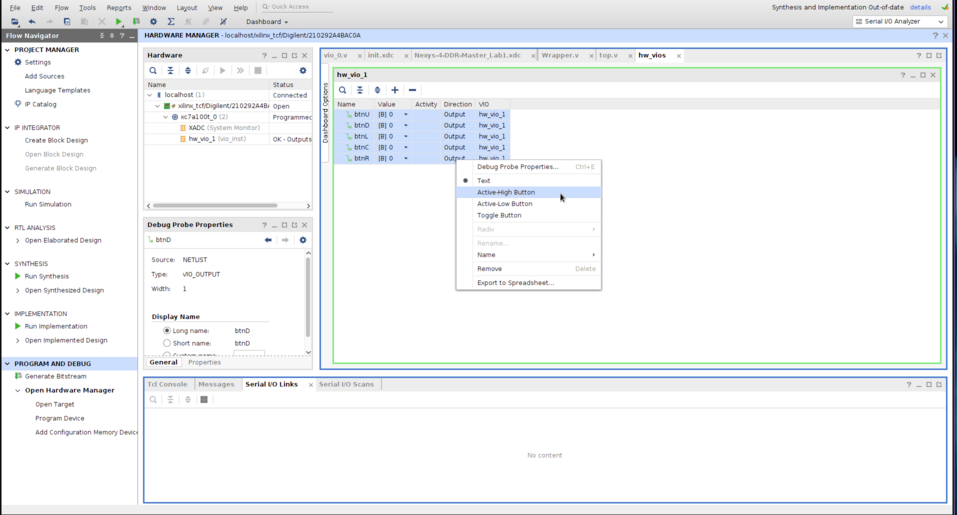 File Edit Flow Tools Reports Window Layout View Help Quick Access
Synthesis and Implementation Out-of-date details
Dashboard
Serial I/O Analyzer
Flow Navigator
HARDWARE MANAGER - localhost/xilinx_tcf/Digilent/210292A4BAC0A
PROJECT MANAGER
Settings
Add Sources
Language Templates
IP Catalog
IP INTEGRATOR
Create Block Design
Open Block Design
Generate Block Design
SIMULATION
Run Simulation
RTL ANALYSIS
Open Elaborated Design
SYNTHESIS
Run Synthesis
Open Synthesized Design
IMPLEMENTATION
Run Implementation
Open Implemented Design
PROGRAM AND DEBUG
Generate Bitstream
Open Hardware Manager
Open Target
Program Device
Add Configuration Memory Device
Hardware
Name Status
localhost (1) Connected
xilinx_tcf/Digilent/210292A4BA Open
xc7a100t_0 (2) Programmed
XADC (System Monitor)
hw_vio_1 (vio_inst) OK - Outputs
Debug Probe Properties
btnD
Source: NETLIST
Type: VIO_OUTPUT
Width: 1
Display Name
Long name: btnD
Short name: btnD
General Properties
vio_0.v init.xdc Nexys-4-DDR-Master_Lab1.xdc Wrapper.v top.v hw_vios
Dashboard Options
hw_vio_1
Name Value Activity Direction VIO
btnU [B] 0 Output hw_vio_1
btnD [B] 0 Output hw_vio_1
btnL [B] 0 Output hw_vio_1
btnC [B] 0 Output hw_vio_1
btnR [B] 0 Output hw_vio_1
Debug Probe Properties... Ctrl+E
Text
Active-High Button
Active-Low Button
Toggle Button
Radix
Rename...
Name
Remove Delete
Export to Spreadsheet...
Tcl Console Messages Serial I/O Links Serial I/O Scans
No content